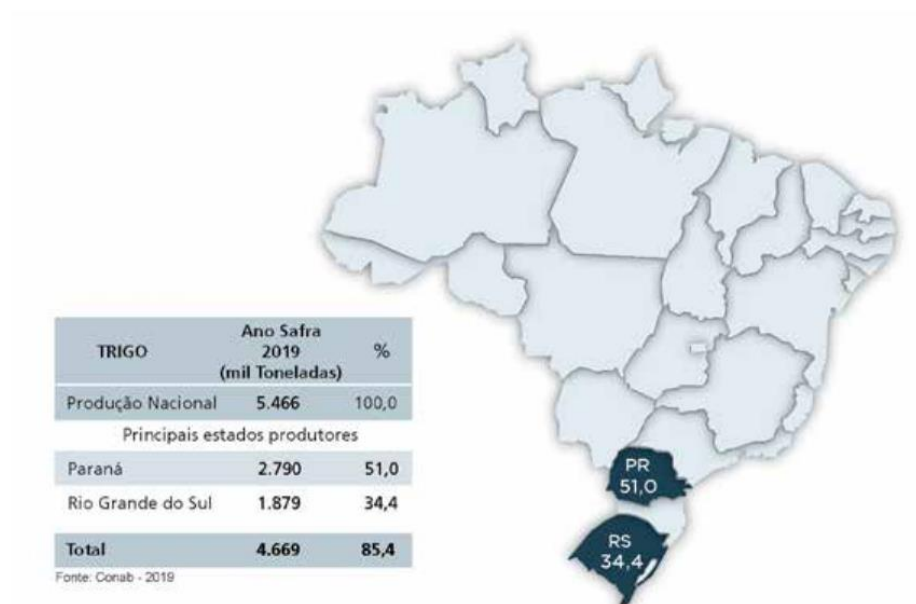 TRIGO Ano Safra 2019 (mil Toneladas) %
Produção Nacional 5.466 100,0
Principais estados produtores
Paraná 2.790 51,0
Rio Grande do Sul 1.879 34,4
Total 4.669 85,4
Fonte: Conab - 2019
PR
51,0
RS
34,4